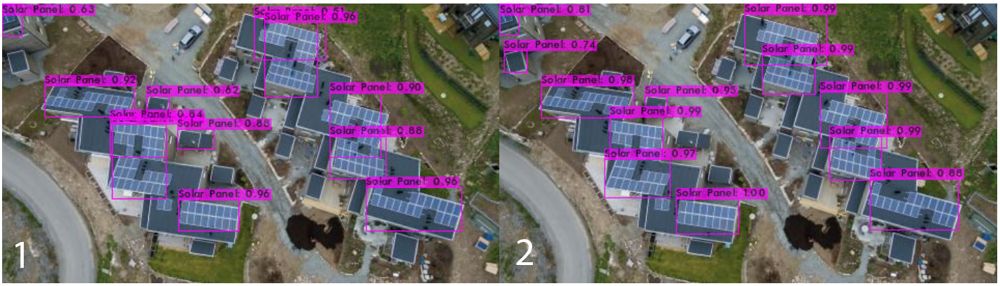 Solar Panel: 0.63
Solar Panel: 0.51
Solar Panel: 0.96
Solar Panel: 0.92
Solar Panel: 0.62
Solar Panel: 0.90
Solar Panel: 0.84
Solar Panel: 0.88
Solar Panel: 0.88
Solar Panel: 0.96
Solar Panel: 0.96
1
Solar Panel: 0.81
Solar Panel: 0.99
Solar Panel: 0.74
Solar Panel: 0.99
Solar Panel: 0.98
Solar Panel: 0.95
Solar Panel: 0.99
Solar Panel: 0.99
Solar Panel: 0.99
Solar Panel: 0.97
Solar Panel: 0.88
Solar Panel: 1.00
2